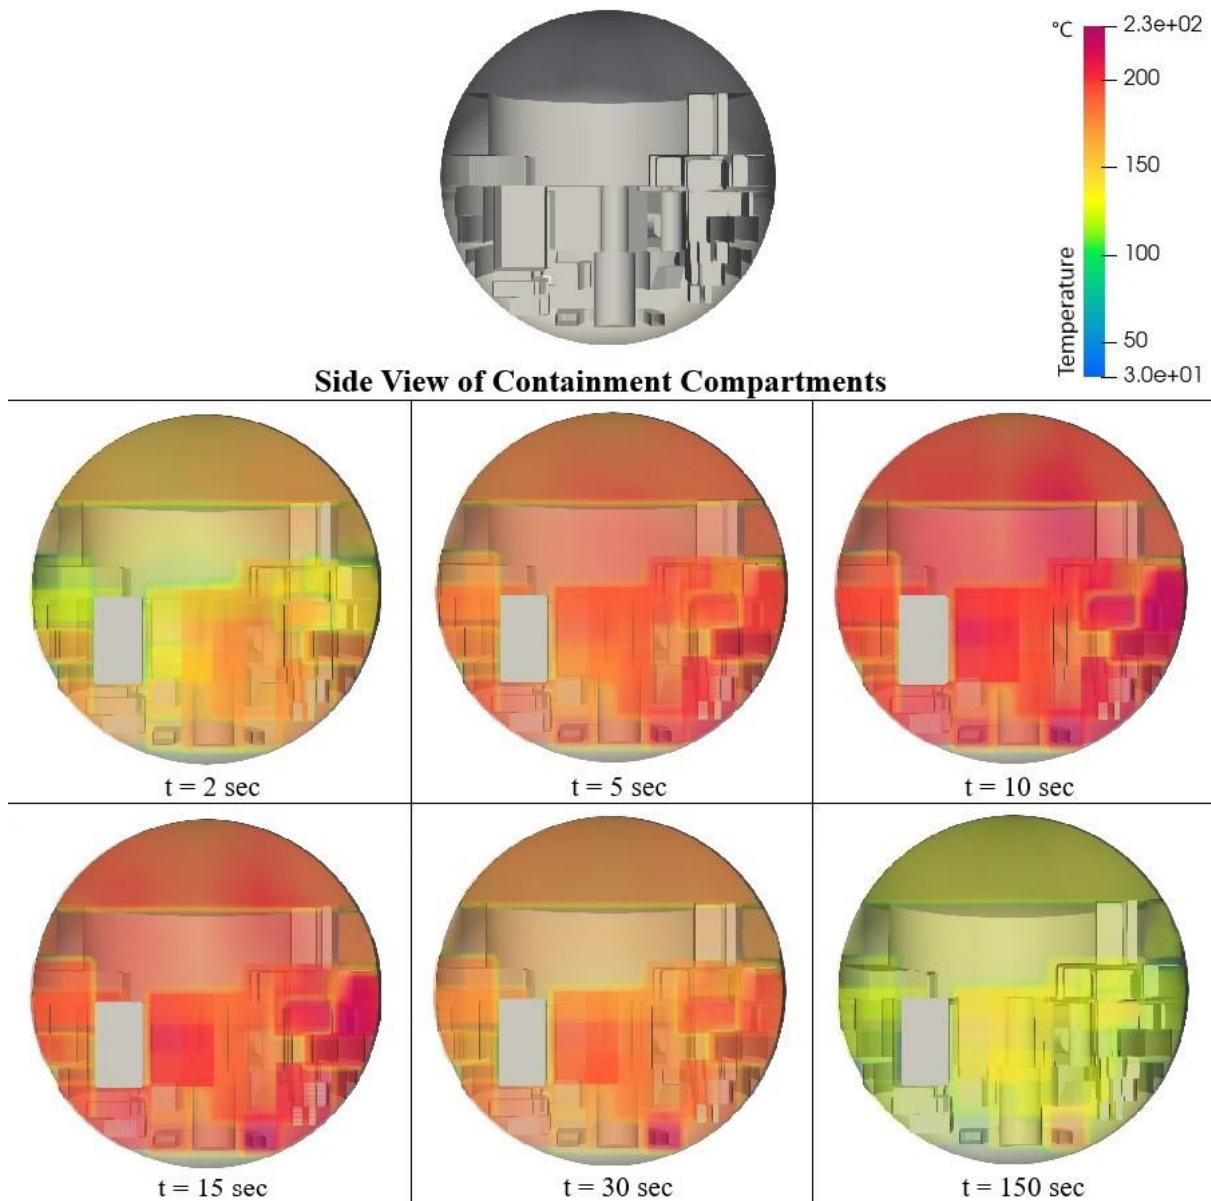 °C
2.3e+02
200
150
100
50
3.0e+01
Temperature
Side View of Containment Compartments
t = 2 sec
t = 5 sec
t = 10 sec
t = 15 sec
t = 30 sec
t = 150 sec